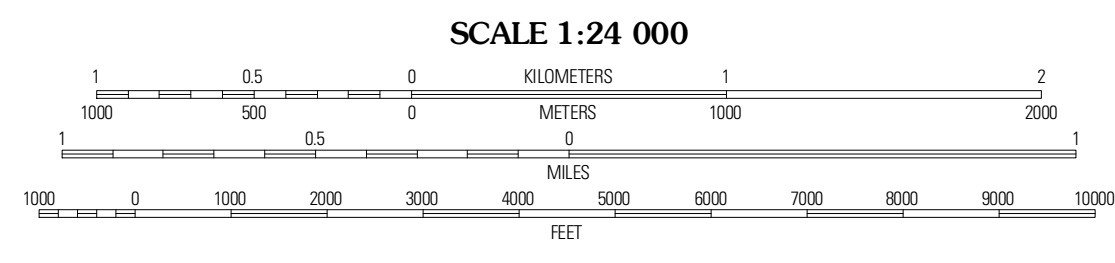 SCALE 1:24 000
1 0.5 0 KILOMETERS 1 2
1000 500 0 METERS 1000 2000
1 0.5 0 1
MILES
1000 0 1000 2000 3000 4000 5000 6000 7000 8000 9000 10000
FEET